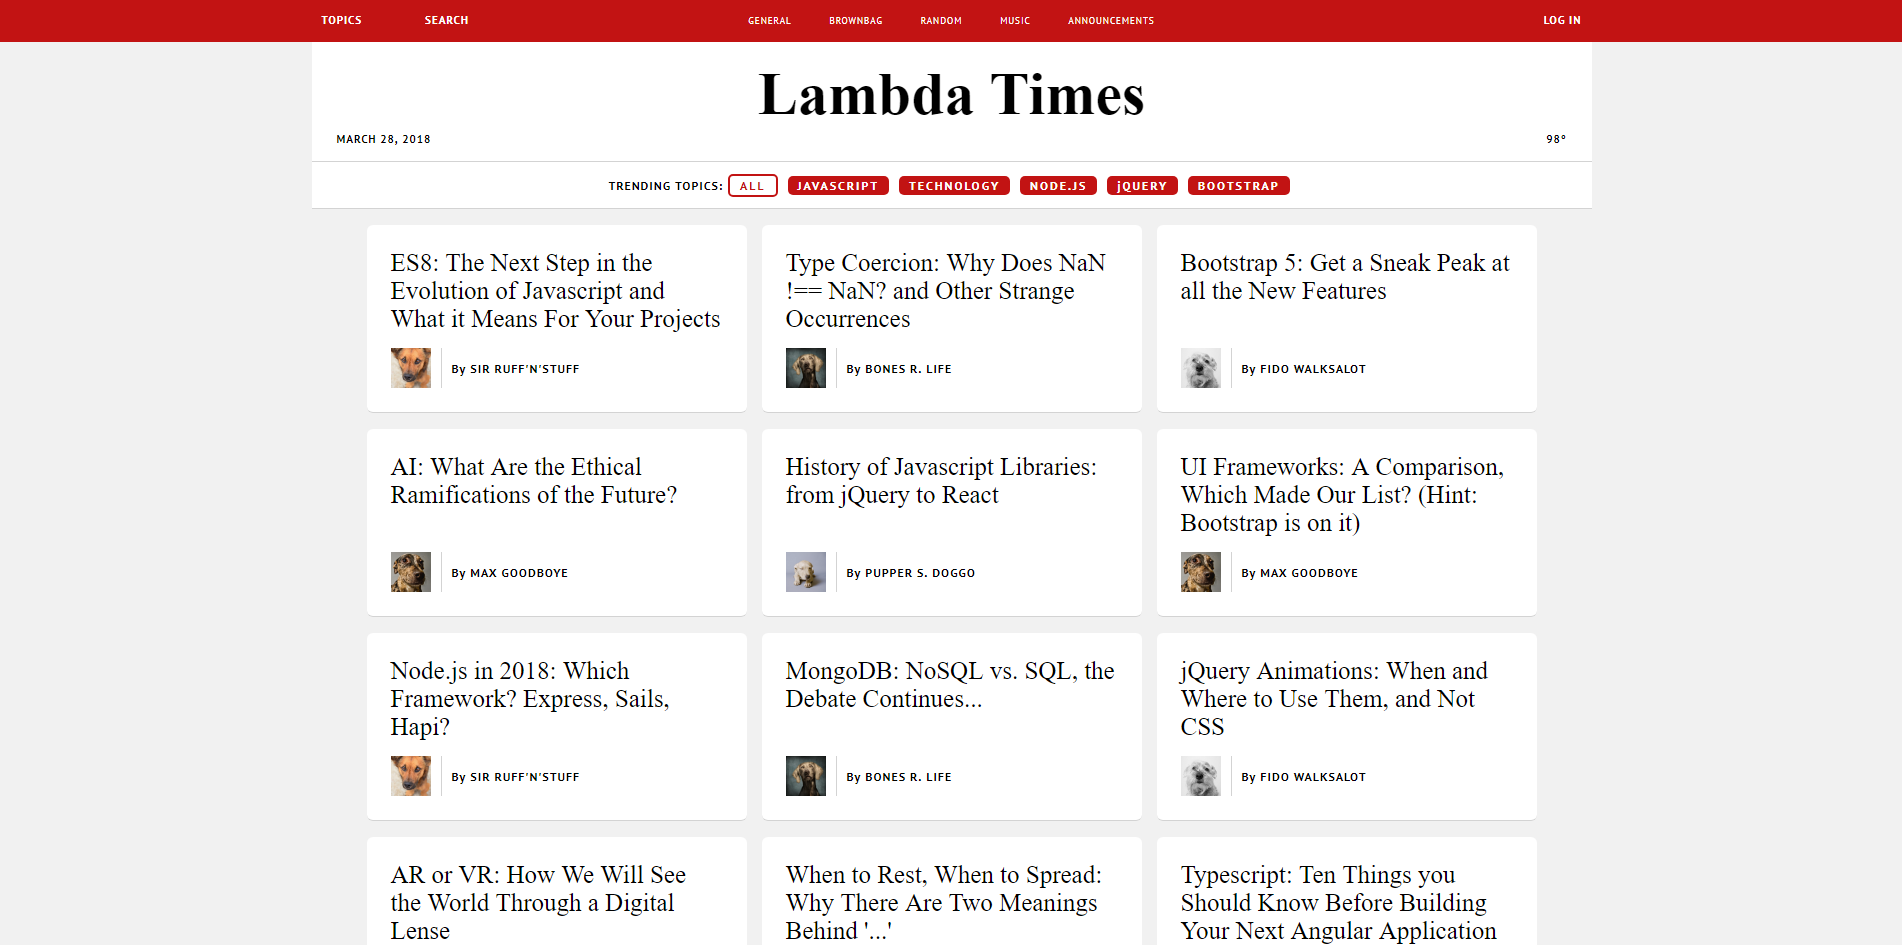 TOPICS SEARCH GENERAL BROWNBAG RANDOM MUSIC ANNOUNCEMENTS LOG IN
Lambda Times
MARCH 28, 2018 98°
TRENDING TOPICS: ALL JAVASCRIPT TECHNOLOGY NODE.JS jQUERY BOOTSTRAP
ES8: The Next Step in the
Evolution of Javascript and
What it Means For Your Projects
By SIR RUFF'N'STUFF
Type Coercion: Why Does NaN
!== NaN? and Other Strange
Occurrences
By BONES R. LIFE
Bootstrap 5: Get a Sneak Peak at
all the New Features
By FIDO WALKSALOT
AI: What Are the Ethical
Ramifications of the Future?
By MAX GOODBOYE
History of Javascript Libraries:
from jQuery to React
By PUPPER S. DOGGO
UI Frameworks: A Comparison,
Which Made Our List? (Hint:
Bootstrap is on it)
By MAX GOODBOYE
Node.js in 2018: Which
Framework? Express, Sails,
Hapi?
By SIR RUFF'N'STUFF
MongoDB: NoSQL vs. SQL, the
Debate Continues...
By BONES R. LIFE
jQuery Animations: When and
Where to Use Them, and Not
CSS
By FIDO WALKSALOT
AR or VR: How We Will See
the World Through a Digital
Lense
When to Rest, When to Spread:
Why There Are Two Meanings
Behind '...'
Typescript: Ten Things you
Should Know Before Building
Your Next Angular Application